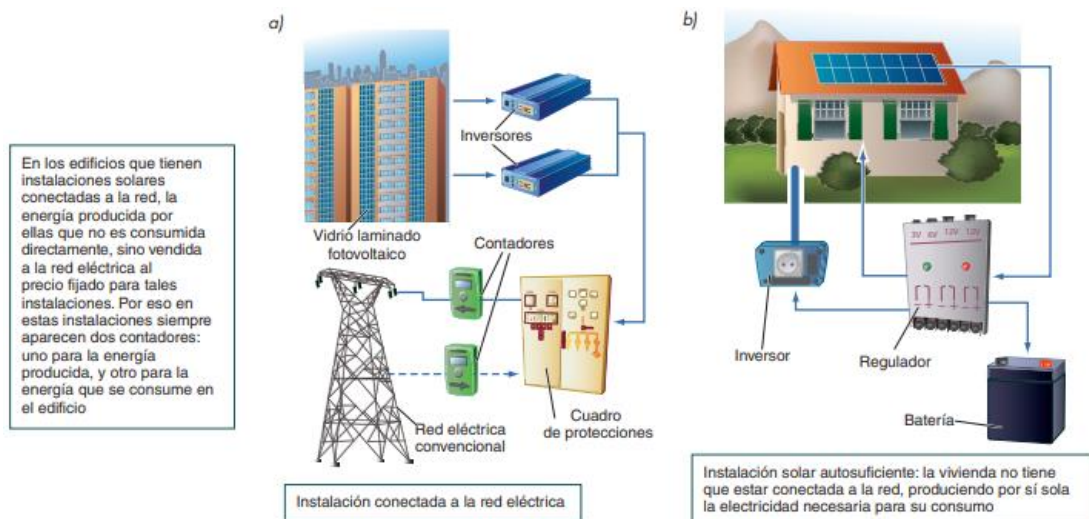 En los edificios que tienen
instalaciones solares
conectadas a la red, la
energía producida por
ellas que no es consumida
directamente, sino vendida
a la red eléctrica al
precio fijado para tales
instalaciones. Por eso en
estas instalaciones siempre
aparecen dos contadores:
uno para la energía
producida, y otro para la
energía que se consume en
el edificio
a)
Inversores
Vidrió laminado
fotovoltaico
Contadores
Red eléctrica
convencional
Cuadro
de protecciones
Instalación conectada a la red eléctrica
b)
Inversor
Regulador
Batería
Instalación solar autosuficiente: la vivienda no tiene
que estar conectada a la red, produciendo por sí sola
la electricidad necesaria para su consumo